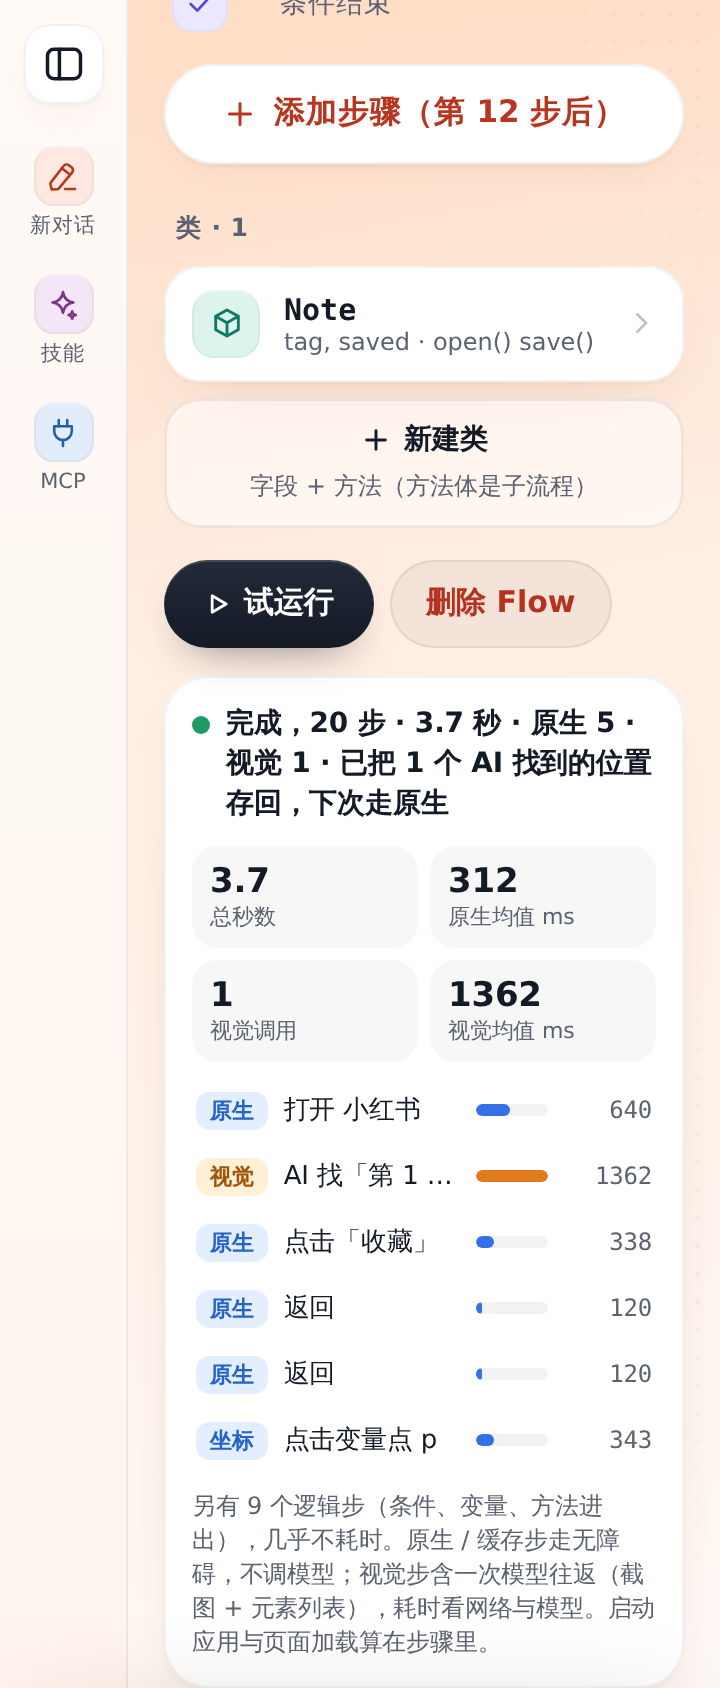 条件结束
添加步骤（第 12 步后）
新对话
技能
MCP
类 · 1
Note
tag, saved · open() save()
新建类
字段 + 方法（方法体是子流程）
试运行
删除 Flow
完成，20 步 · 3.7 秒 · 原生 5 ·
视觉 1 · 已把 1 个 AI 找到的位置
存回，下次走原生
3.7
总秒数
312
原生均值 ms
1
视觉调用
1362
视觉均值 ms
原生 打开 小红书 640
视觉 AI 找「第 1 … 1362
原生 点击「收藏」 338
原生 返回 120
原生 返回 120
坐标 点击变量点 p 343
另有 9 个逻辑步（条件、变量、方法进
出），几乎不耗时。原生 / 缓存步走无障
碍，不调模型；视觉步含一次模型往返（截
图 + 元素列表），耗时看网络与模型。启动
应用与页面加载算在步骤里。